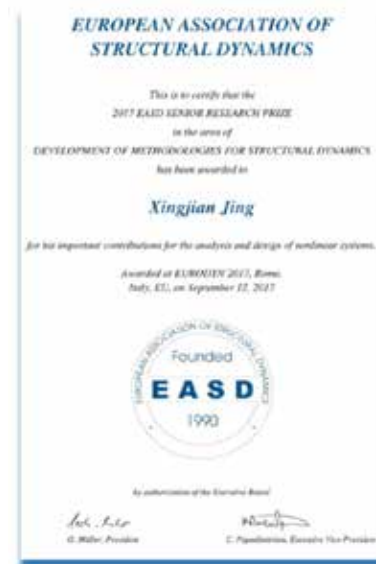 EUROPEAN ASSOCIATION OF
STRUCTURAL DYNAMICS
This is to certify that the
2017 EASD SENIOR RESEARCH PRIZE
in the area of
DEVELOPMENT OF METHODOLOGIES FOR STRUCTURAL DYNAMICS
has been awarded to
Xingjian Jing
for his important contributions for the analysis and design of nonlinear systems.
Awarded at EURODYN 2017, Rome,
Italy, EU, on September 12, 2017
EUROPEAN ASSOCIATION OF STRUCTURAL DYNAMICS
Founded
EASD
1990
by authorization of the Executive Board
G. Müller, President
C. Papadimitriou, Executive Vice-President